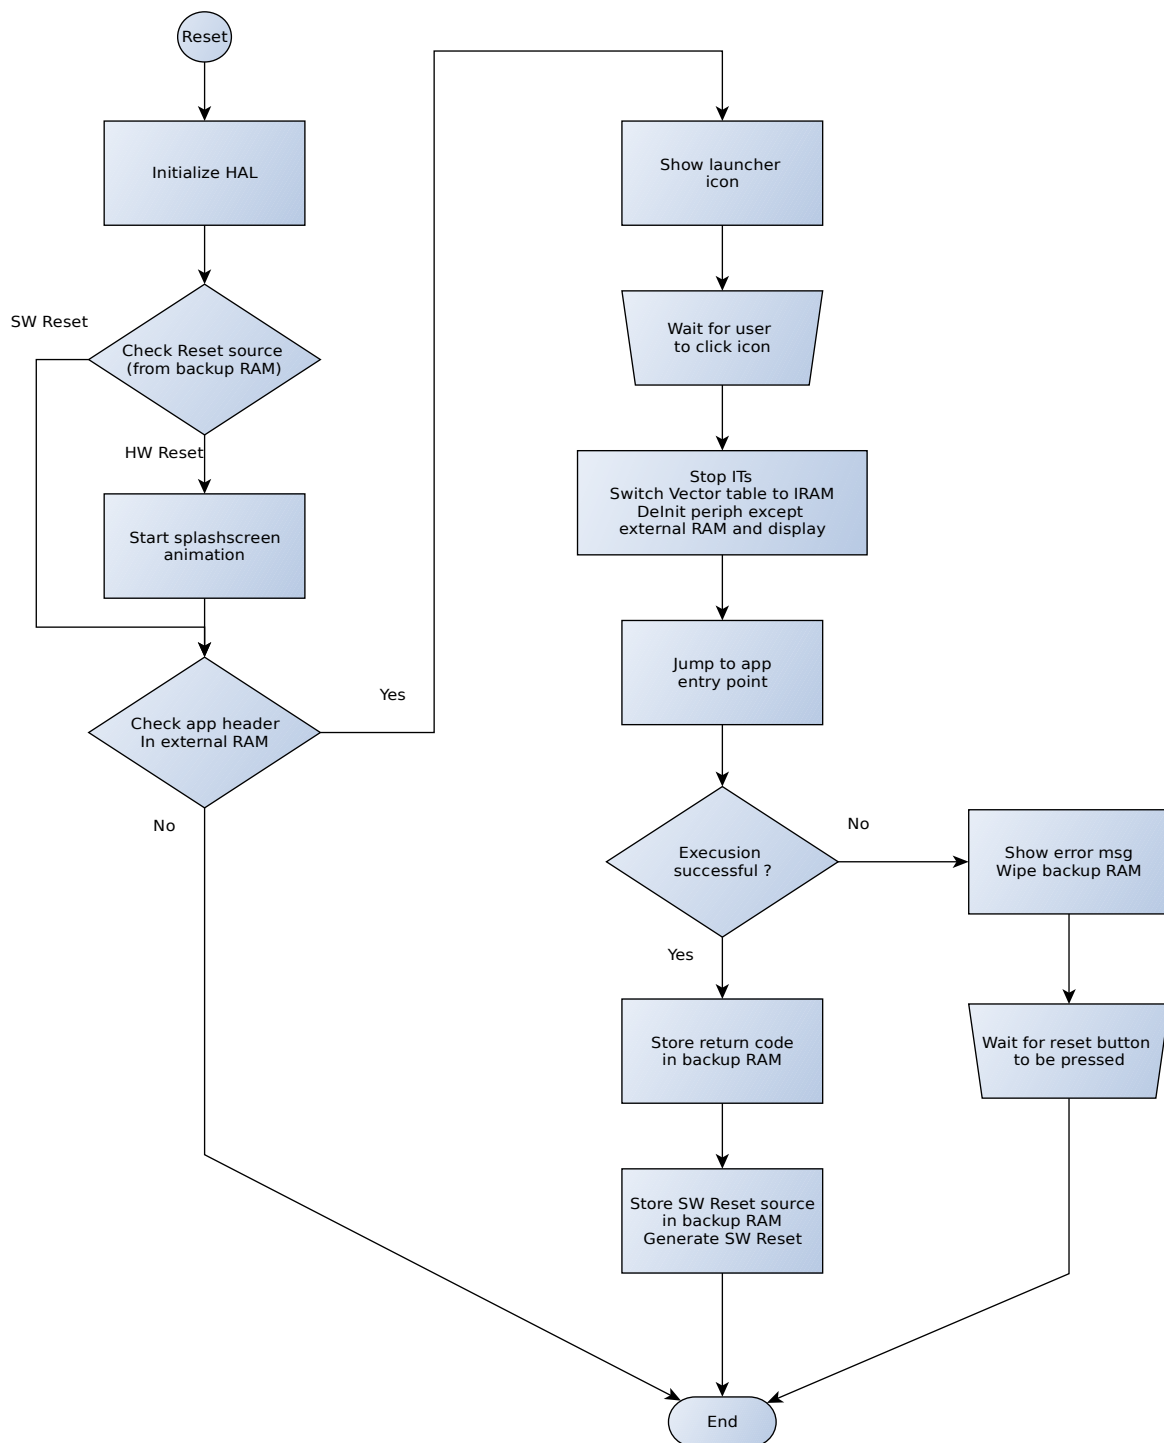 Reset
Initialize HAL
SW Reset
Check Reset source
(from backup RAM)
HW Reset
Start splashscreen
animation
Check app header
In external RAM
Yes
No
Show launcher
icon
Wait for user
to click icon
Stop ITs
Switch Vector table to IRAM
DeInit periph except
external RAM and display
Jump to app
entry point
Execusion
successful ?
No
Yes
Show error msg
Wipe backup RAM
Wait for reset button
to be pressed
Store return code
in backup RAM
Store SW Reset source
in backup RAM
Generate SW Reset
End